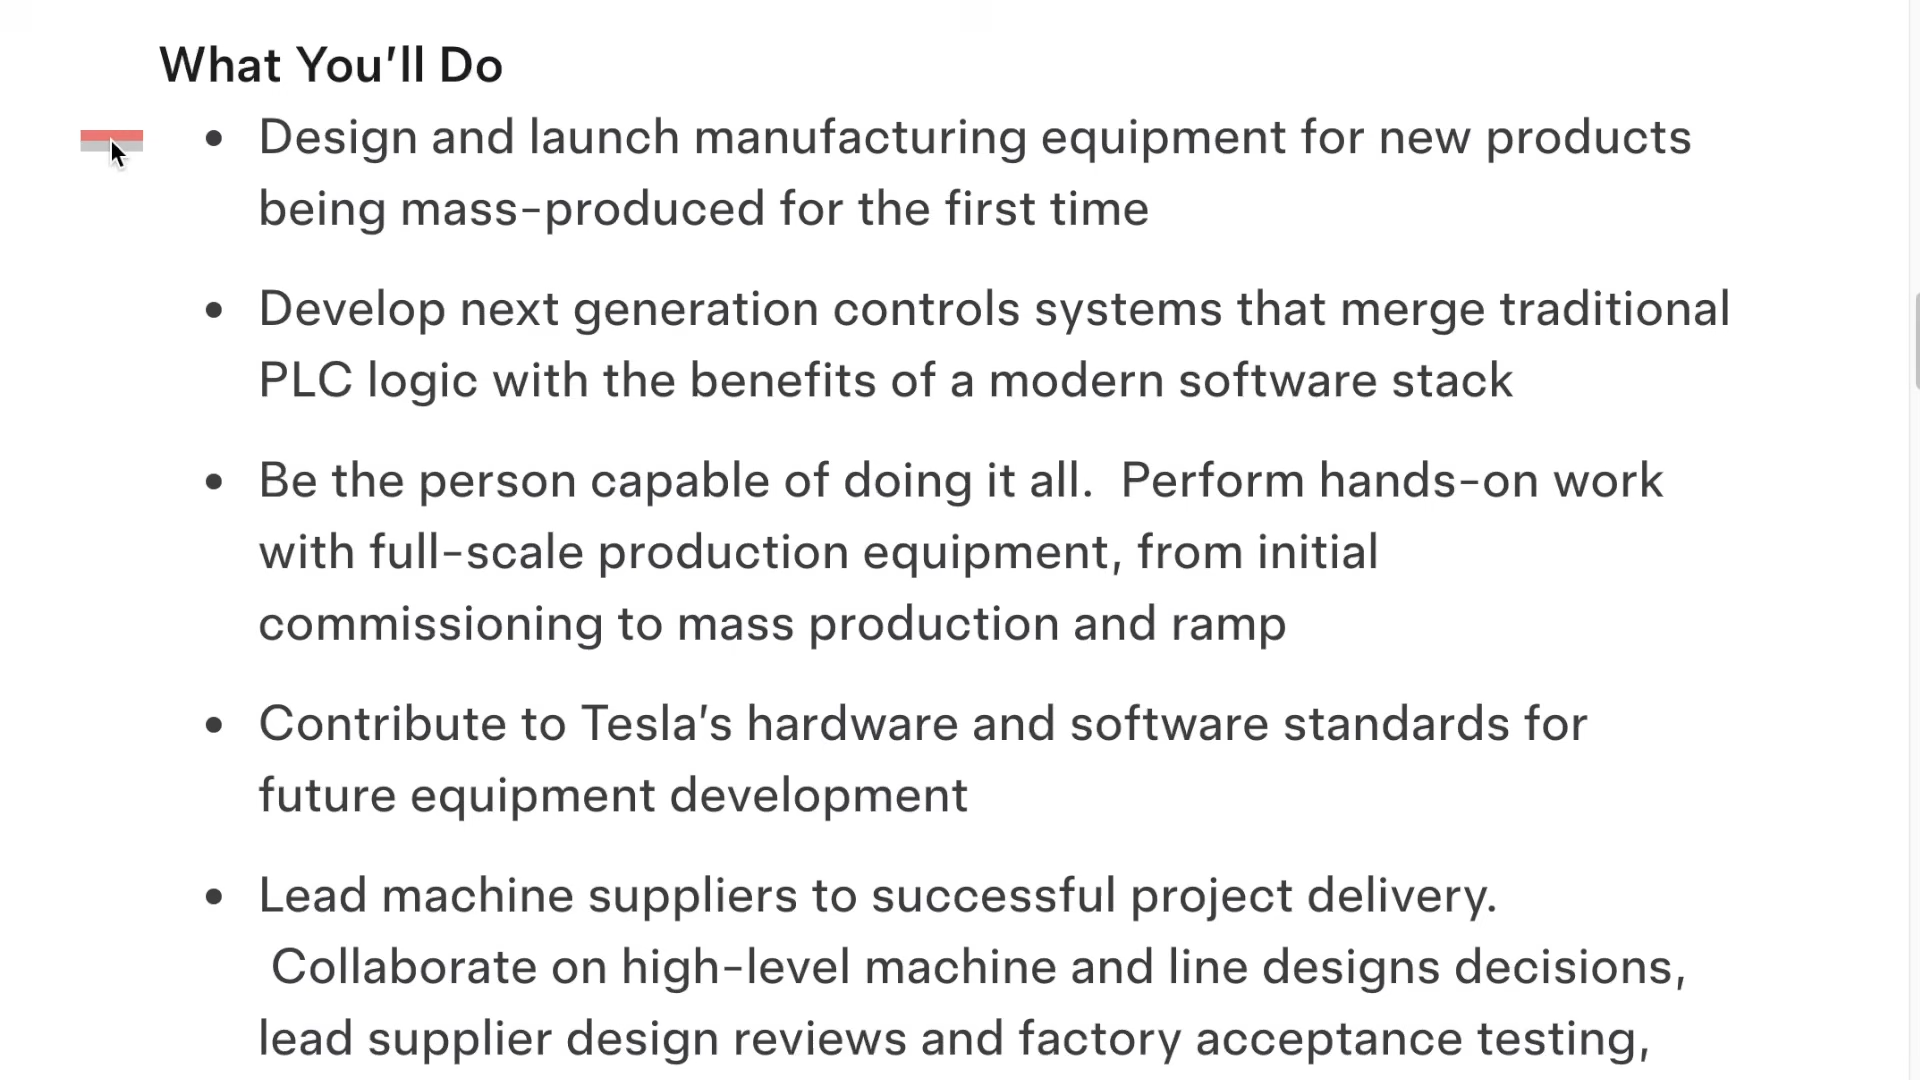 What You’ll Do
• Design and launch manufacturing equipment for new products
being mass-produced for the first time
• Develop next generation controls systems that merge traditional
PLC logic with the benefits of a modern software stack
• Be the person capable of doing it all.  Perform hands-on work
with full-scale production equipment, from initial
commissioning to mass production and ramp
• Contribute to Tesla’s hardware and software standards for
future equipment development
• Lead machine suppliers to successful project delivery.
Collaborate on high-level machine and line designs decisions,
lead supplier design reviews and factory acceptance testing,